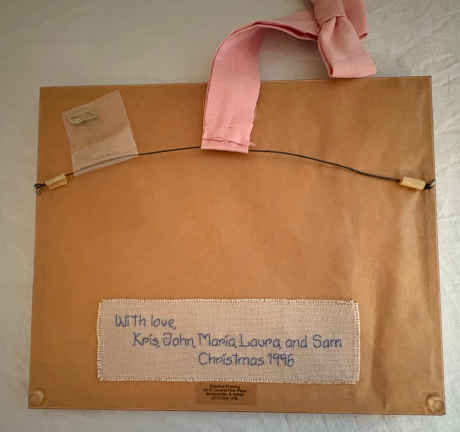 With love,
Kris, John, Maria, Laura, and Sam
Christmas 1996